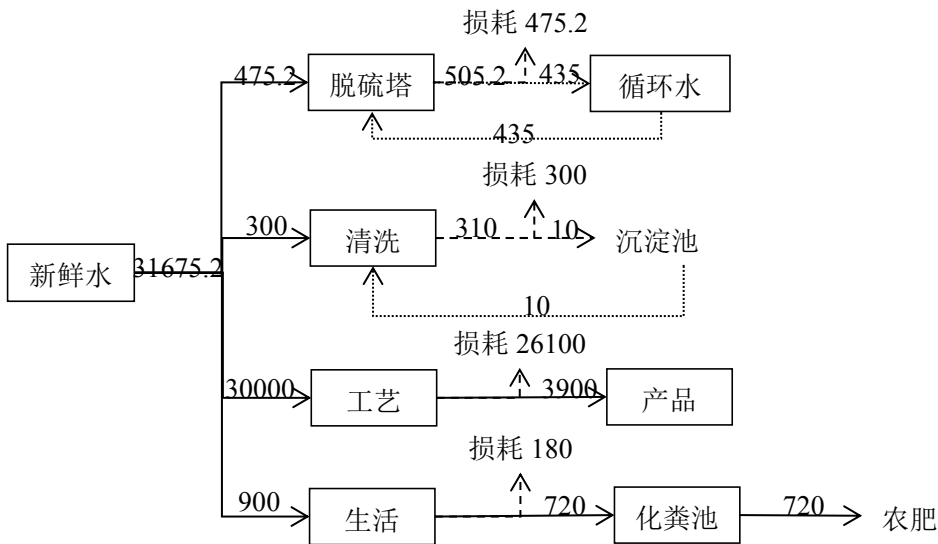 损耗 475.2
475.2
脱硫塔
505.2
435
循环水
435
损耗 300
300
清洗
310
10
沉淀池
新鲜水
31675.2
10
损耗 26100
30000
工艺
3900
产品
损耗 180
900
生活
720
化粪池
720
农肥